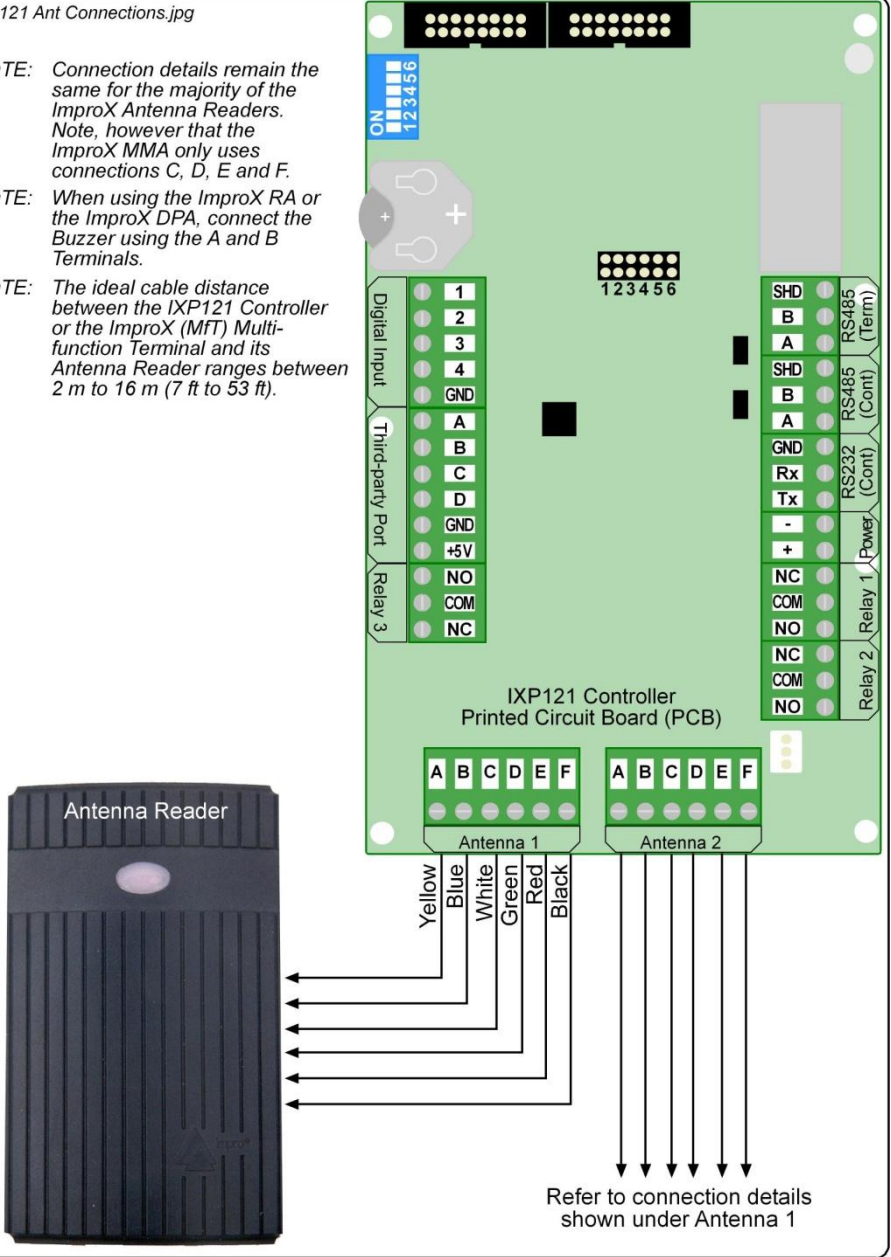 121 Ant Connections.jpg
TE: Connection details remain the
same for the majority of the
ImproX Antenna Readers.
Note, however that the
ImproX MMA only uses
connections C, D, E and F.
TE: When using the ImproX RA or
the ImproX DPA, connect the
Buzzer using the A and B
Terminals.
TE: The ideal cable distance
between the IXP121 Controller
or the ImproX (MfT) Multi-
function Terminal and its
Antenna Reader ranges between
2 m to 16 m (7 ft to 53 ft).
ON
123456
123456
Digital Input
1
2
3
4
GND
Third-party Port
A
B
C
D
GND
+5V
Relay 3
NO
COM
NC
SHD
B
A
RS485
(Term)
SHD
B
A
RS485
(Cont)
GND
Rx
Tx
RS232
(Cont)
-
+
Power
NC
COM
NO
Relay 1
NC
COM
NO
Relay 2
IXP121 Controller
Printed Circuit Board (PCB)
A B C D E F
Antenna 1
A B C D E F
Antenna 2
Yellow
Blue
White
Green
Red
Black
Antenna Reader
impro
Refer to connection details
shown under Antenna 1